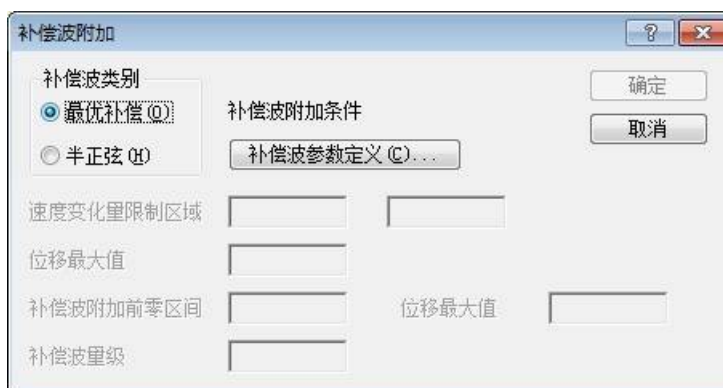 补偿波附加
补偿波类别
最优补偿(O)
半正弦(H)
补偿波附加条件
补偿波参数定义(C)...
确定
取消
速度变化量限制区域
位移最大值
补偿波附加前零区间 位移最大值
补偿波量级